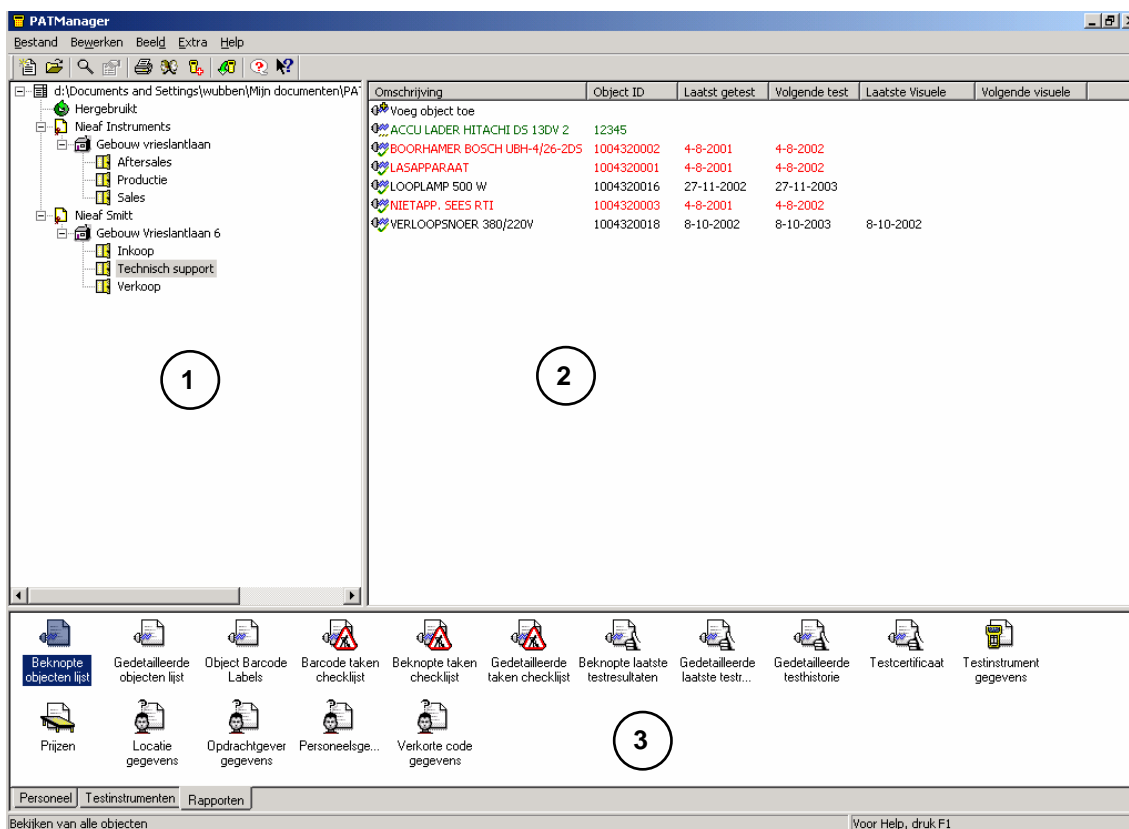 PATManager
Bestand Bewerken Beeld Extra Help
d:\Documents and Settings\wubben\Mijn documenten\PA
Hergebruikt
Nieaf Instruments
Gebouw vrieslantlaan
Aftersales
Productie
Sales
Nieaf Smitt
Gebouw Vrieslantlaan 6
Inkoop
Technisch support
Verkoop
1
Omschrijving Object ID Laatst getest Volgende test Laatste Visuele Volgende visuele
Voeg object toe
ACCU LADER HITACHI DS 13DV 2 12345
BOORHAMER BOSCH UBH-4/26-2DS 1004320002 4-8-2001 4-8-2002
LASAPPARAAT 1004320001 4-8-2001 4-8-2002
LOOPLAMP 500 W 1004320016 27-11-2002 27-11-2003
NIETAPP. SEES RTI 1004320003 4-8-2001 4-8-2002
VERLOOPSNOER 380/220V 1004320018 8-10-2002 8-10-2003 8-10-2002
2
Beknopte objecten lijst
Gedetailleerde objecten lijst
Object Barcode Labels
Barcode taken checklijst
Beknopte taken checklijst
Gedetailleerde taken checklijst
Beknopte laatste testresultaten
Gedetailleerde laatste testr...
Gedetailleerde testhistorie
Testcertificaat
Testinstrument gegevens
Prijzen
Locatie gegevens
Opdrachtgever gegevens
Personeelsge...
Verkorte code gegevens
3
Personeel Testinstrumenten Rapporten
Bekijken van alle objecten Voor Help, druk F1